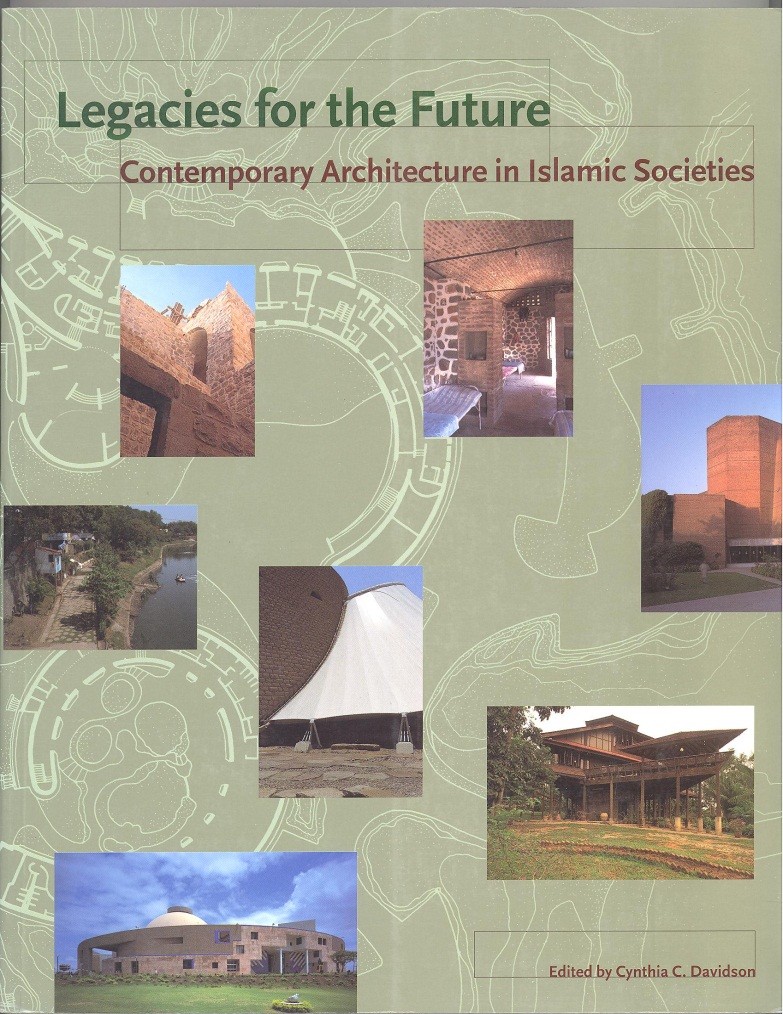 Legacies for the Future
Contemporary Architecture in Islamic Societies
Edited by Cynthia C. Davidson